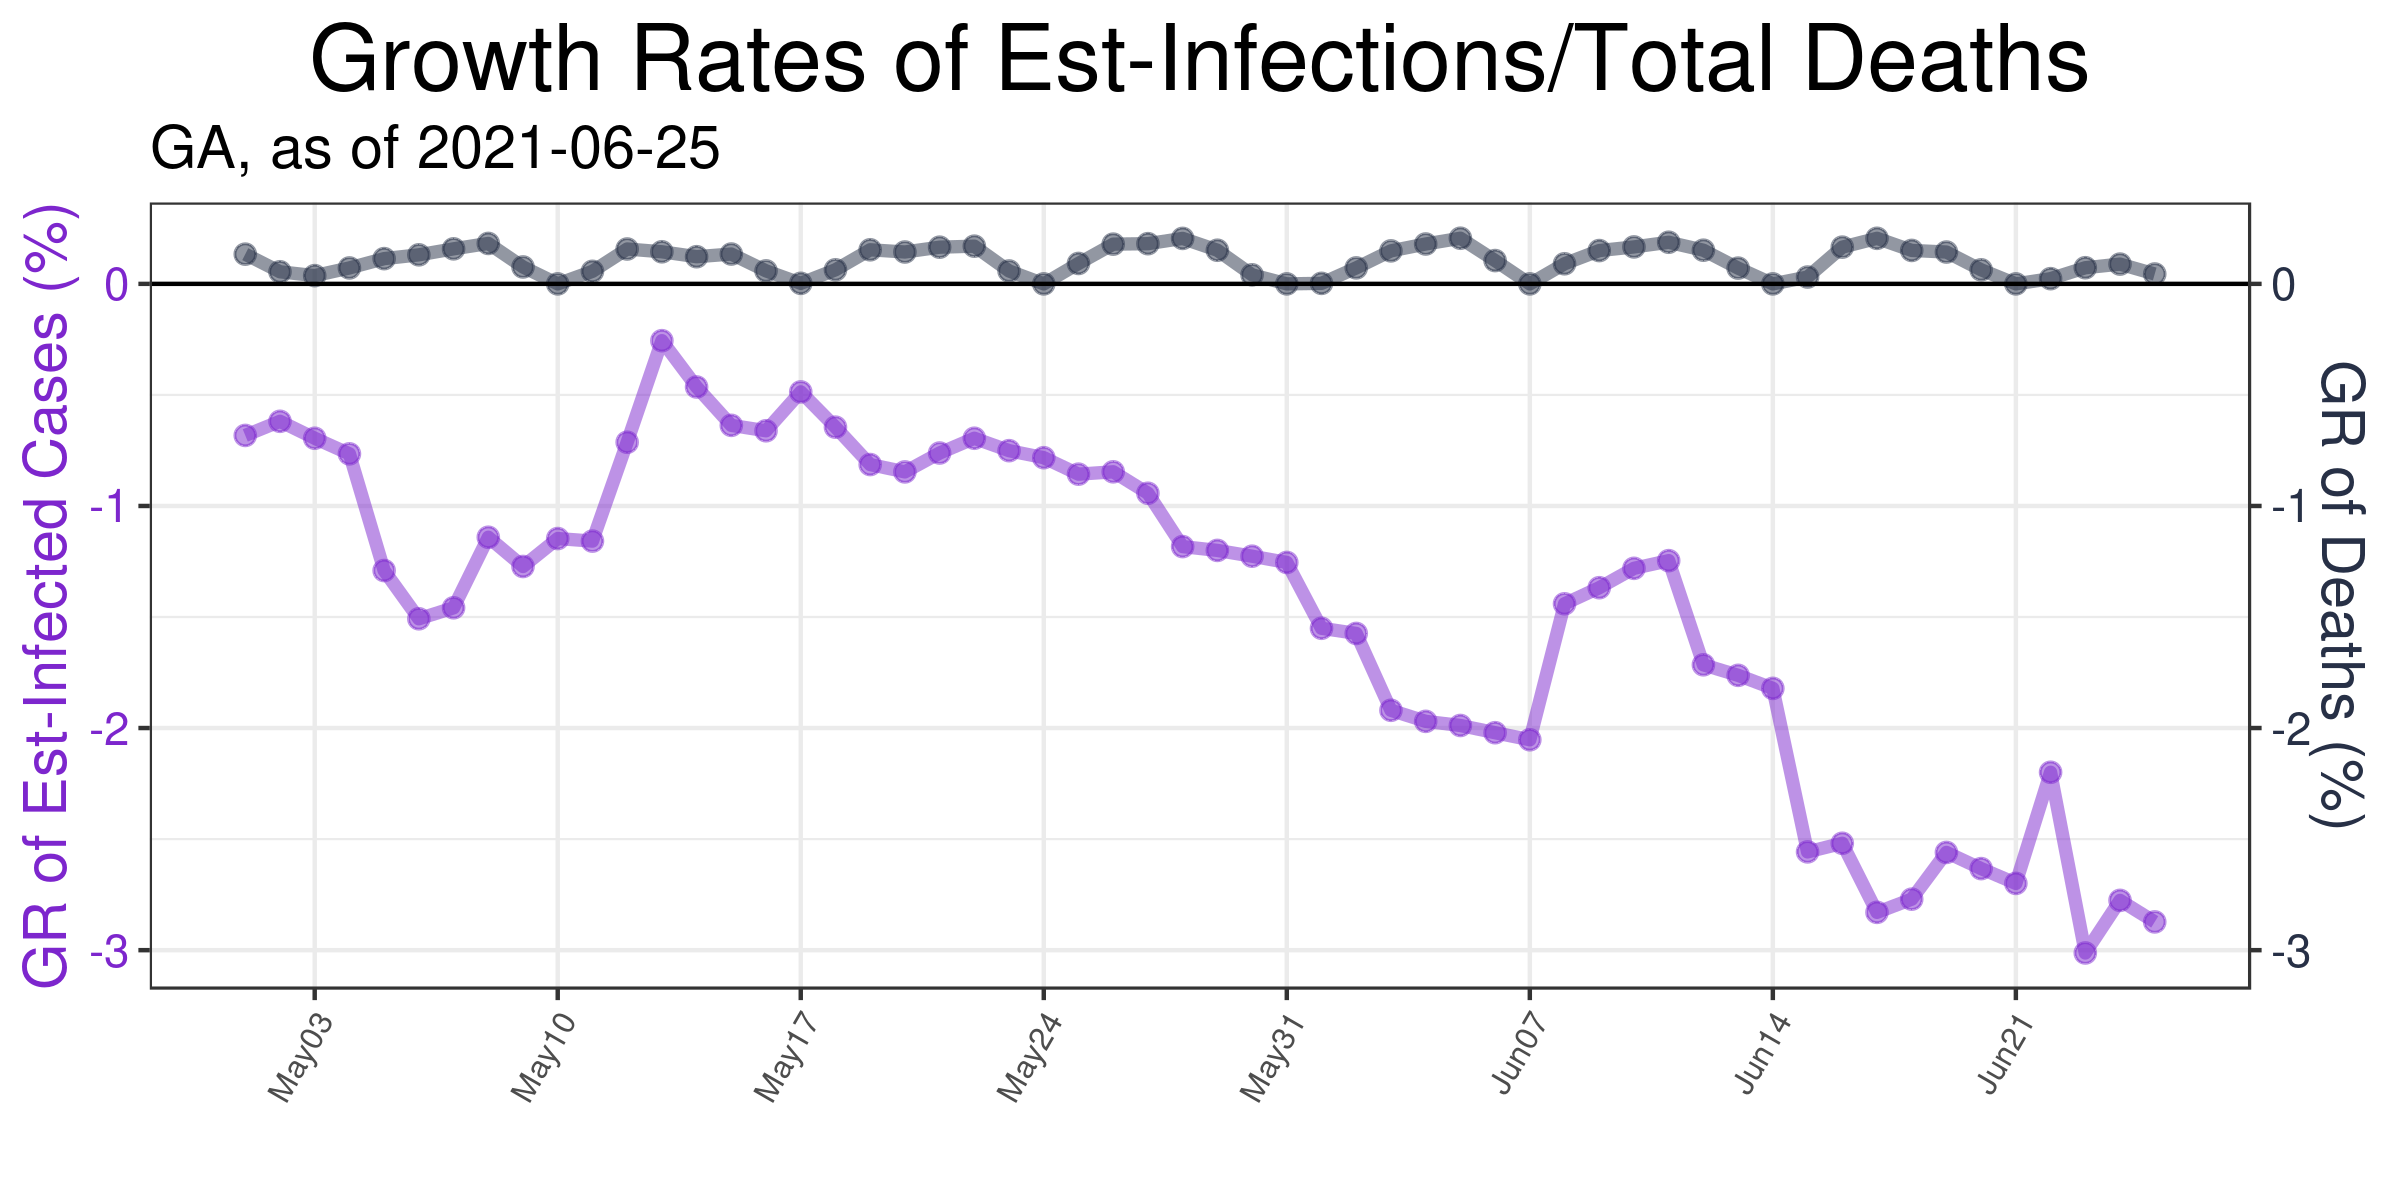 Growth Rates of Est-Infections/Total Deaths
GA, as of 2021-06-25
GR of Est-Infected Cases (%)
0
-1
-2
-3
0
-1
-2
-3
GR of Deaths (%)
May03
May10
May17
May24
May31
Jun07
Jun14
Jun21